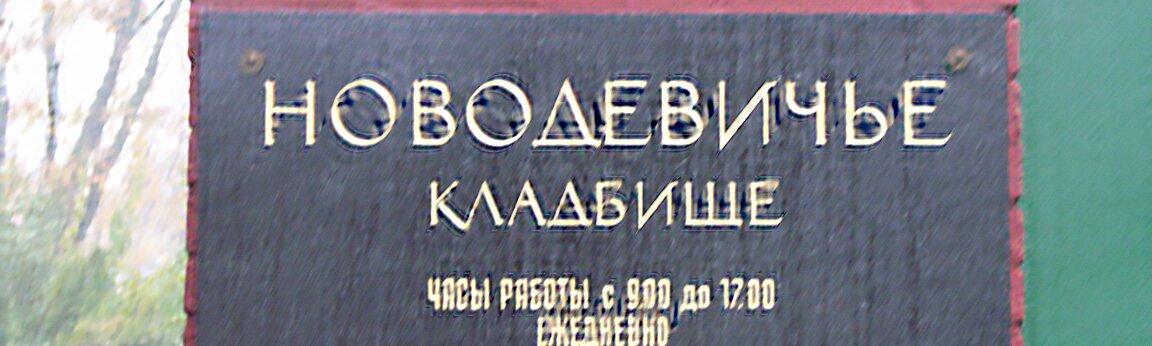 НОВОДЕВИЧЬЕ
КЛАДБИЩЕ
ЧАСЫ РАБОТЫ с 9.00 до 17.00
ЕЖЕДНЕВНО